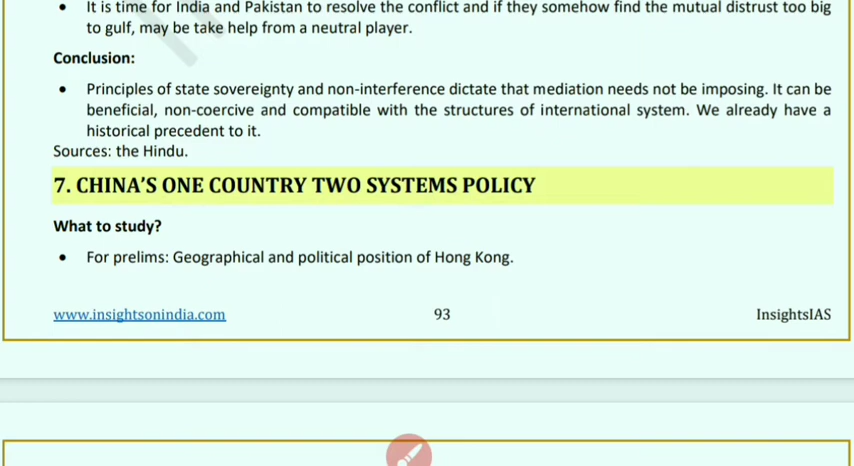 • It is time for India and Pakistan to resolve the conflict and if they somehow find the mutual distrust too big
to gulf, may be take help from a neutral player.
Conclusion:
• Principles of state sovereignty and non-interference dictate that mediation needs not be imposing. It can be
beneficial, non-coercive and compatible with the structures of international system. We already have a
historical precedent to it.
Sources: the Hindu.
7. CHINA’S ONE COUNTRY TWO SYSTEMS POLICY
What to study?
• For prelims: Geographical and political position of Hong Kong.
www.insightsonindia.com 93 InsightsIAS